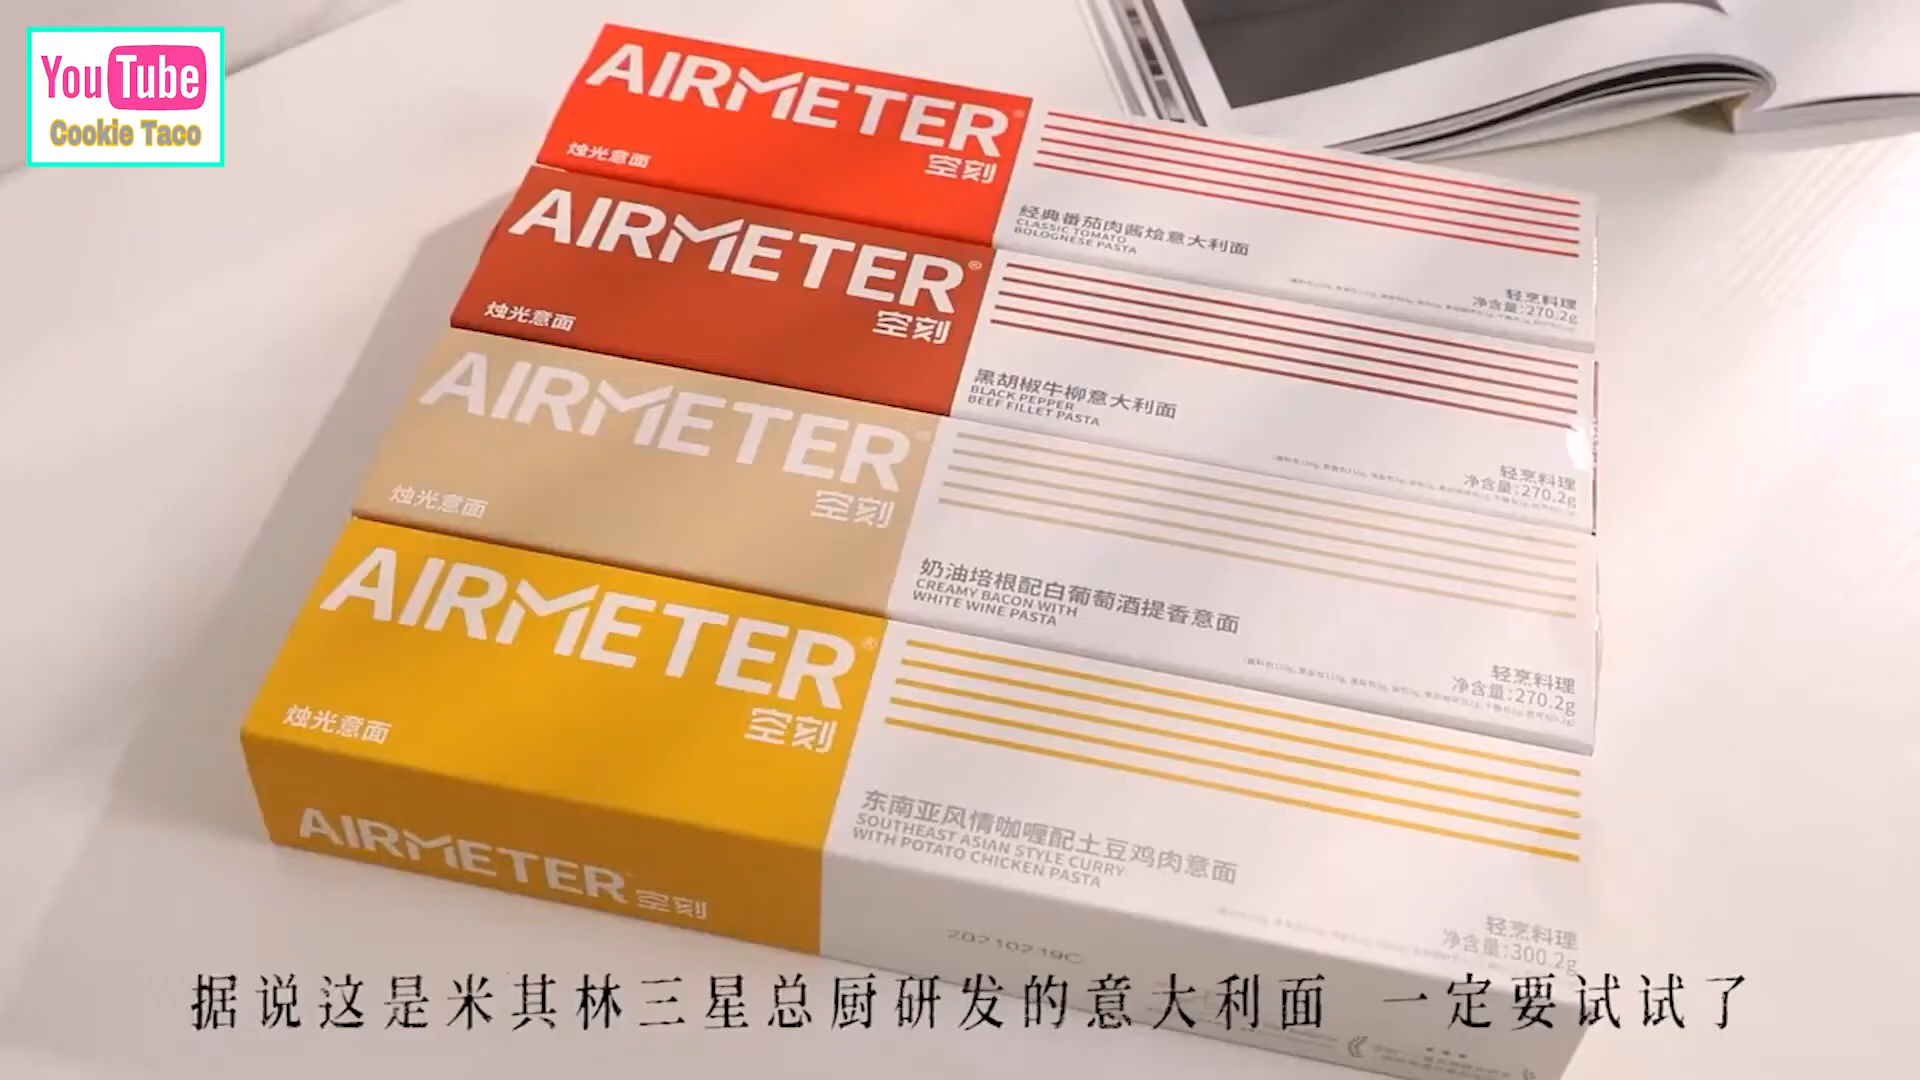 YouTube
Cookie Taco
AIRMETER®
烛光意面
空刻
经典番茄肉酱烩意大利面
CLASSIC TOMATO
BOLOGNESE PASTA
轻烹料理
净含量:270.2g
AIRMETER®
烛光意面
空刻
黑胡椒牛柳意大利面
BLACK PEPPER
BEEF FILLET PASTA
轻烹料理
净含量:270.2g
AIRMETER
烛光意面
空刻
奶油培根配白葡萄酒提香意面
CREAMY BACON WITH
WHITE WINE PASTA
轻烹料理
净含量:270.2g
AIRMETER®
烛光意面
空刻
东南亚风情咖喱配土豆鸡肉意面
SOUTHEAST ASIAN STYLE CURRY
WITH POTATO CHICKEN PASTA
轻烹料理
净含量:300.2g
AIRMETER 空刻
20210219C
据说这是米其林三星总厨研发的意大利面 一定要试试了